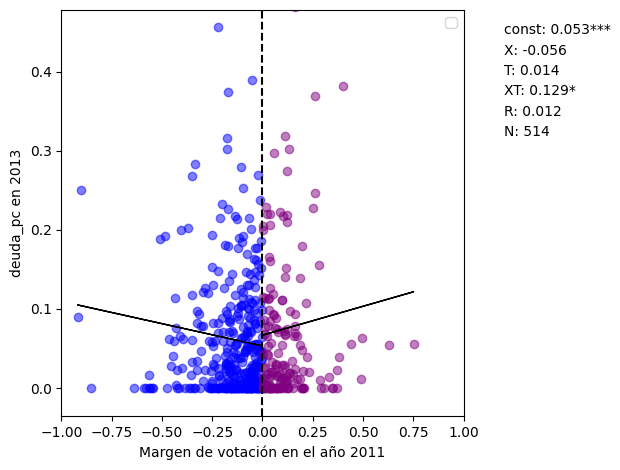 const: 0.053***
X: -0.056
T: 0.014
XT: 0.129*
R: 0.012
N: 514
deuda_pc en 2013
0.4
0.3
0.2
0.1
0.0
−1.00 −0.75 −0.50 −0.25 0.00 0.25 0.50 0.75 1.00
Margen de votación en el año 2011